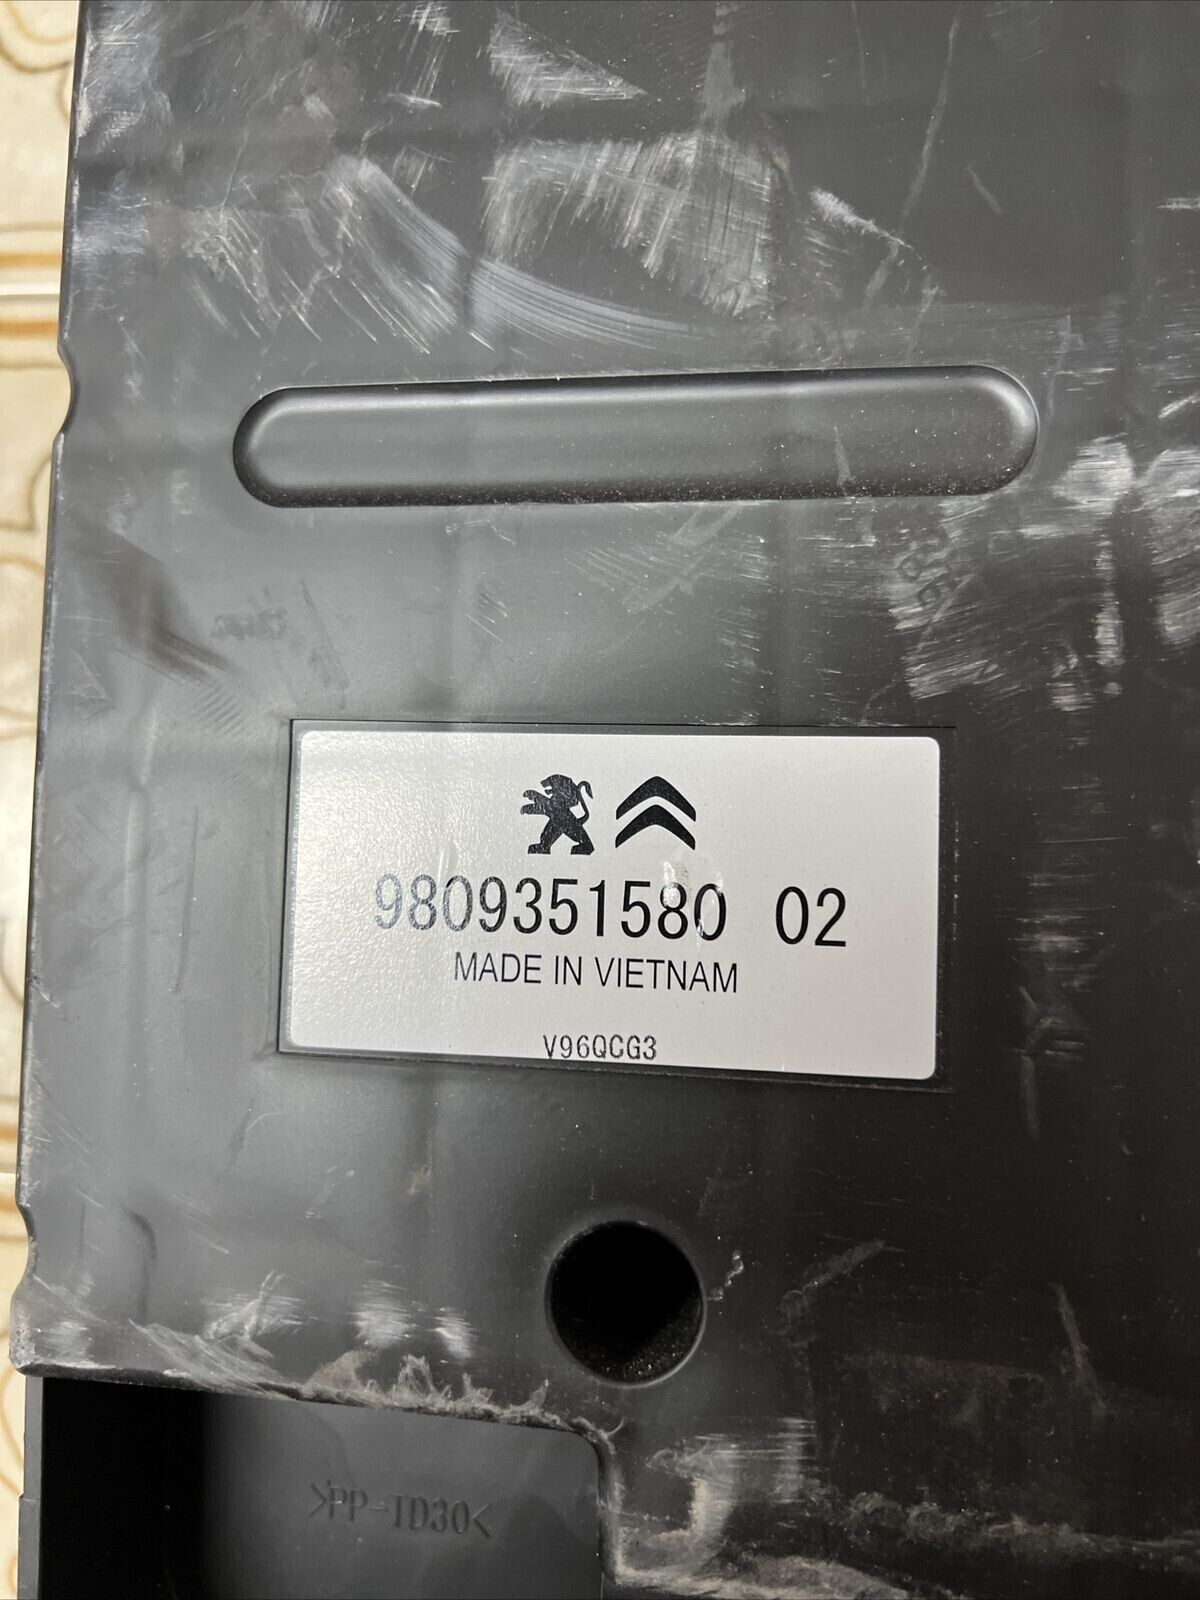 9809351580 02
MADE IN VIETNAM
V96QCG3
>PP-TD30<